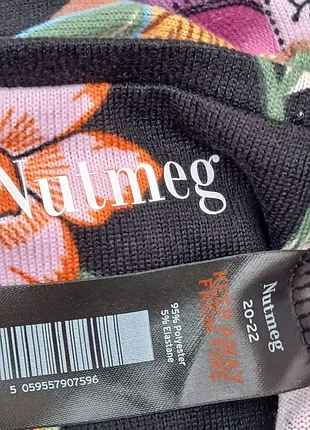 Nutmeg
Nutmeg
20-22
KEEP AWAY
FROM FIRE
95% Polyester
5% Elastane
5 059557907596